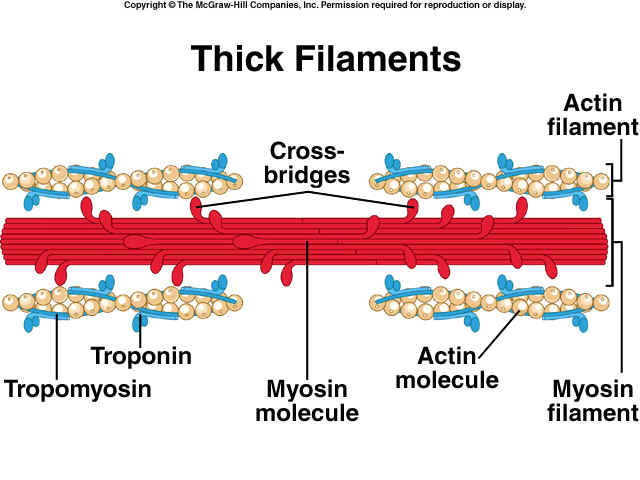 Copyright © The McGraw-Hill Companies, Inc. Permission required for reproduction or display.
Thick Filaments
Actin
filament
Cross-
bridges
Troponin
Tropomyosin
Myosin
molecule
Actin
molecule
Myosin
filament